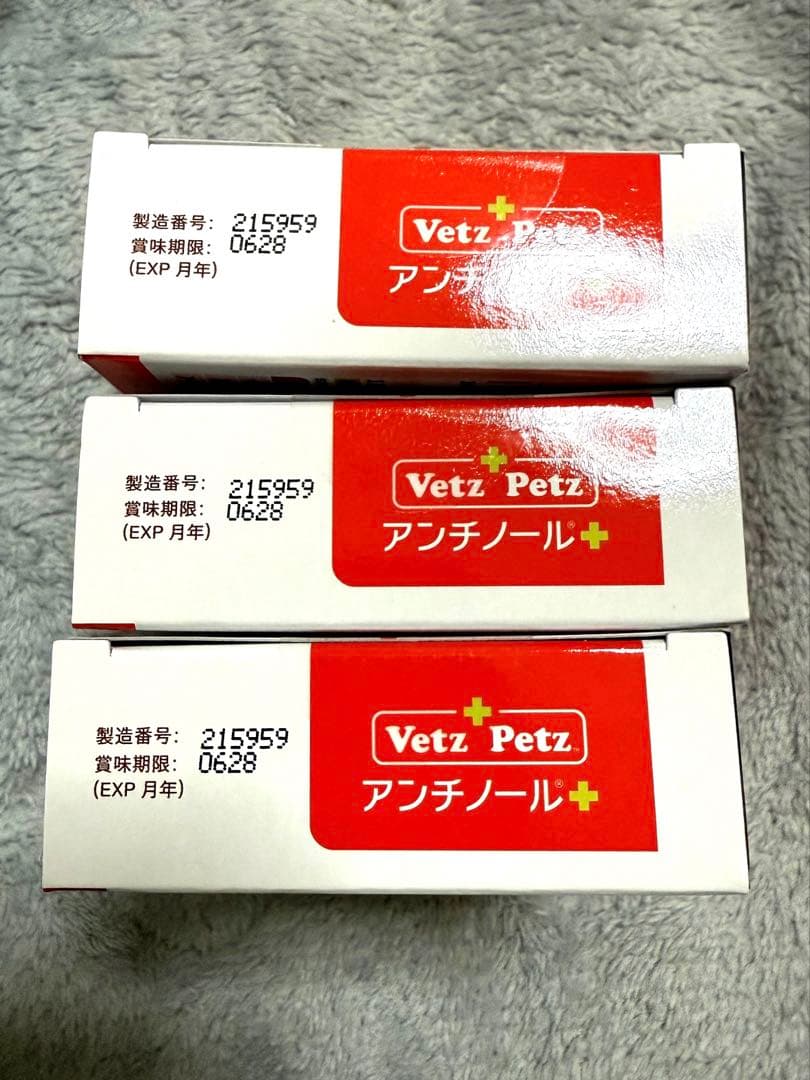 製造番号: 215959
賞味期限: 0628
(EXP 月年)
Vetz
アンチ
製造番号: 215959
賞味期限: 0628
(EXP 月年)
Vetz Petz
アンチノール®
製造番号: 215959
賞味期限: 0628
(EXP 月年)
Vetz Petz™
アンチノール®